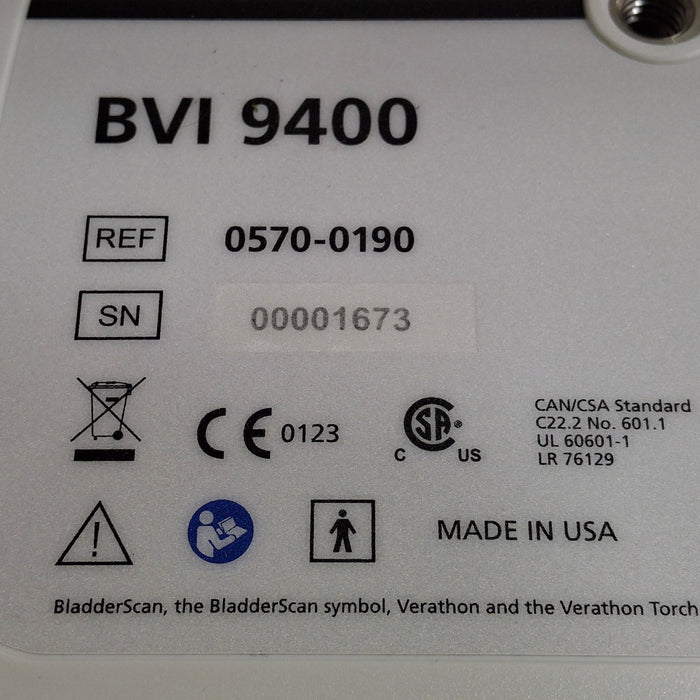 BVI 9400
REF 0570-0190
SN 00001673
CE 0123
CSA ® C US
CAN/CSA Standard
C22.2 No. 601.1
UL 60601-1
LR 76129
MADE IN USA
BladderScan, the BladderScan symbol, Verathon and the Verathon Torch